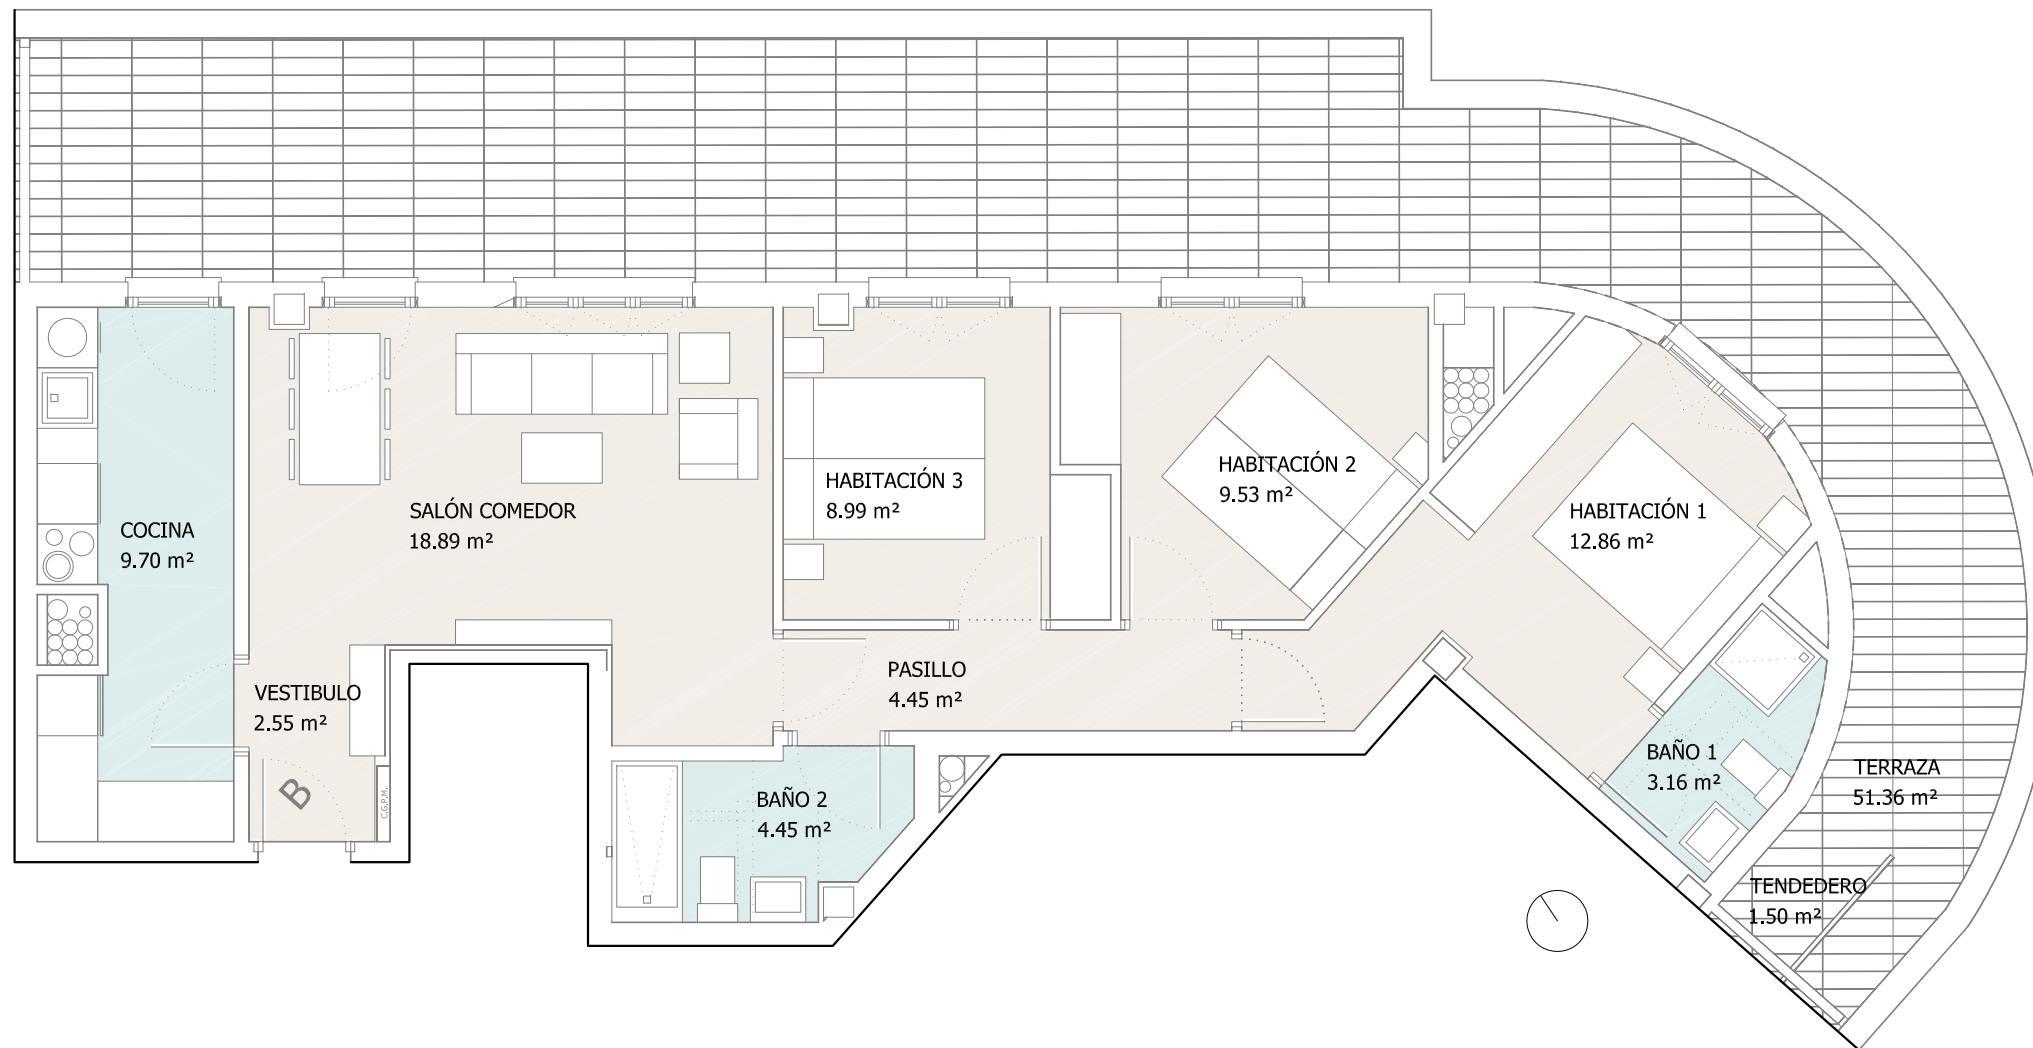 COCINA
9.70 m²
SALÓN COMEDOR
18.89 m²
HABITACIÓN 3
8.99 m²
HABITACIÓN 2
9.53 m²
HABITACIÓN 1
12.86 m²
VESTIBULO
2.55 m²
PASILLO
4.45 m²
BAÑO 2
4.45 m²
BAÑO 1
3.16 m²
TERRAZA
51.36 m²
TENDEDERO
1.50 m²
B
C.G.P.M.